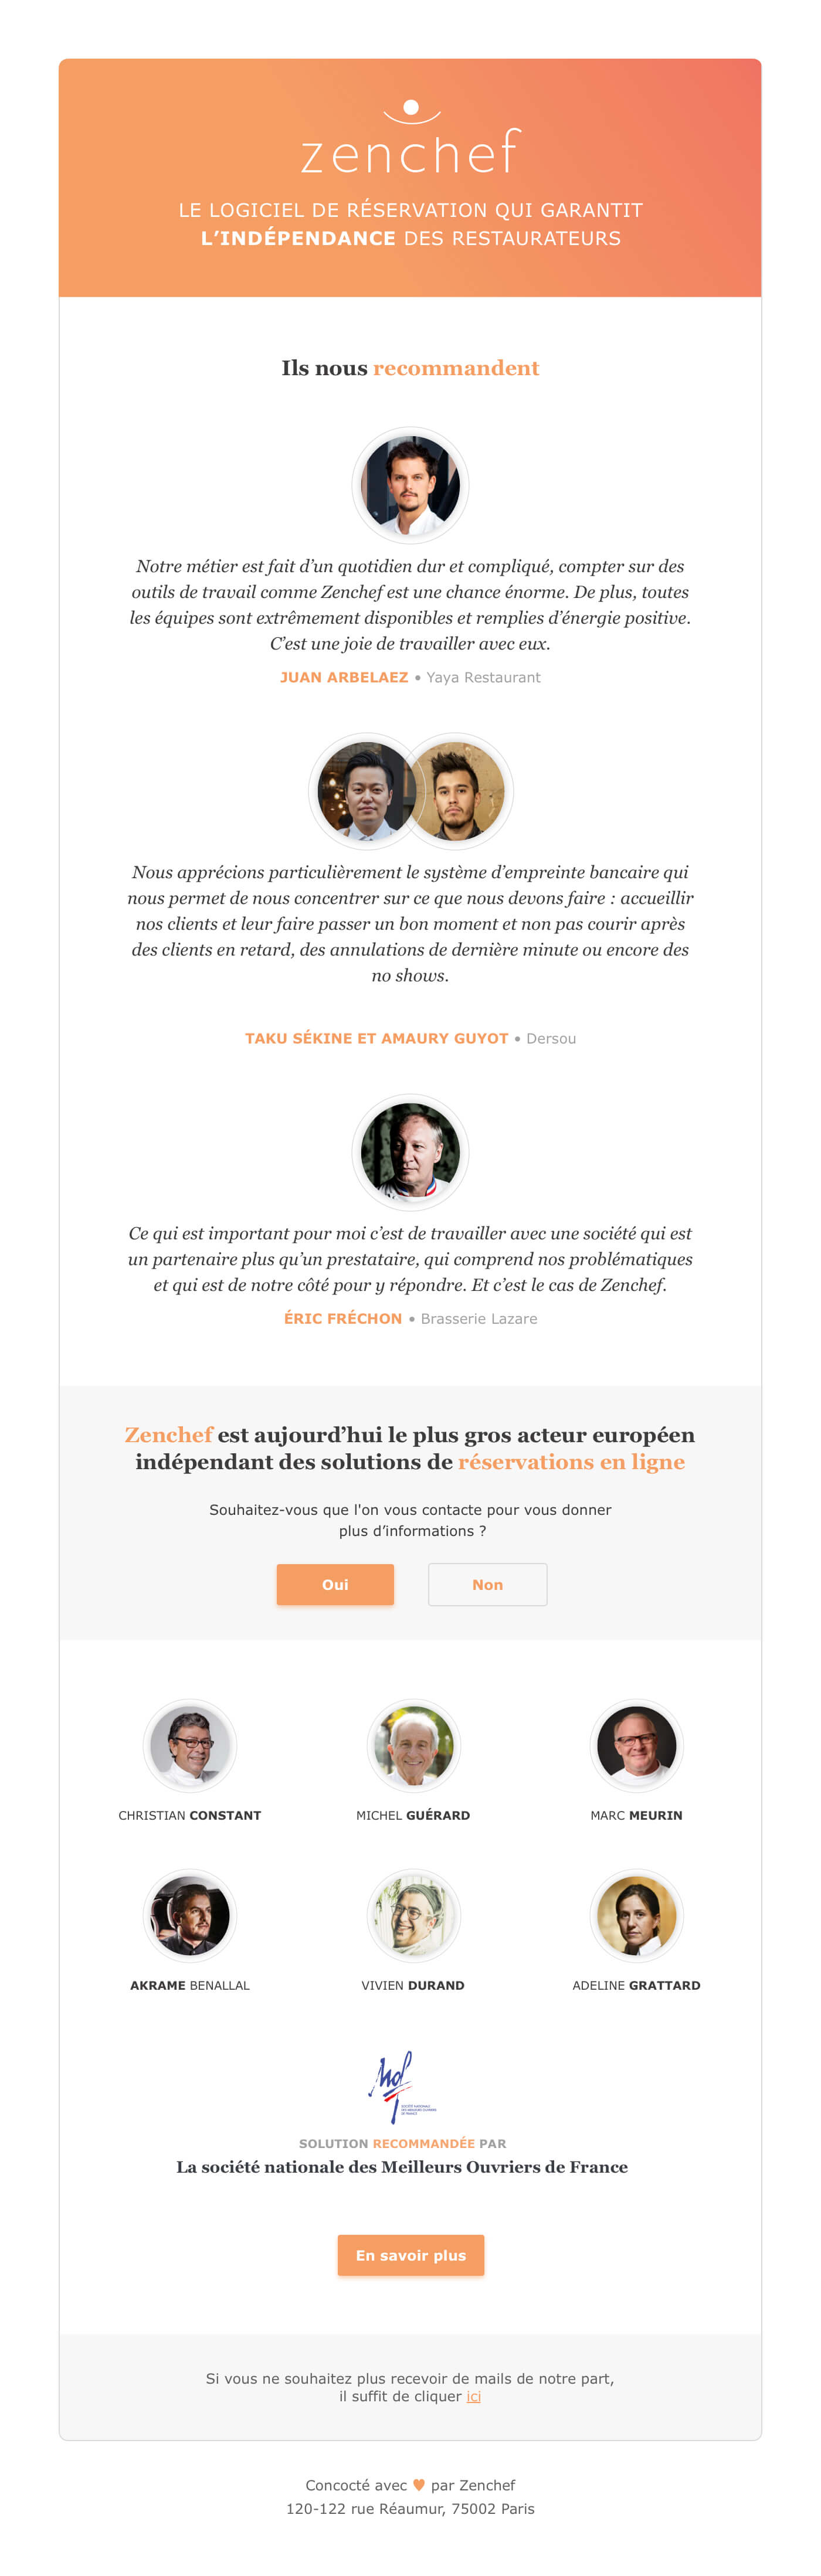 zenchef
LE LOGICIEL DE RÉSERVATION QUI GARANTIT
L’INDÉPENDANCE DES RESTAURATEURS
Ils nous recommandent
Notre métier est fait d’un quotidien dur et compliqué, compter sur des
outils de travail comme Zenchef est une chance énorme. De plus, toutes
les équipes sont extrêmement disponibles et remplies d’énergie positive.
C’est une joie de travailler avec eux.
JUAN ARBELAEZ • Yaya Restaurant
Nous apprécions particulièrement le système d’empreinte bancaire qui
nous permet de nous concentrer sur ce que nous devons faire : accueillir
nos clients et leur faire passer un bon moment et non pas courir après
des clients en retard, des annulations de dernière minute ou encore des
no shows.
TAKU SÉKINE ET AMAURY GUYOT • Dersou
Ce qui est important pour moi c’est de travailler avec une société qui est
un partenaire plus qu’un prestataire, qui comprend nos problématiques
et qui est de notre côté pour y répondre. Et c’est le cas de Zenchef.
ÉRIC FRÉCHON • Brasserie Lazare
Zenchef est aujourd’hui le plus gros acteur européen
indépendant des solutions de réservations en ligne
Souhaitez-vous que l'on vous contacte pour vous donner
plus d’informations ?
Oui Non
CHRISTIAN CONSTANT MICHEL GUÉRARD MARC MEURIN
AKRAME BENALLAL VIVIEN DURAND ADELINE GRATTARD
SOLUTION RECOMMANDÉE PAR
La société nationale des Meilleurs Ouvriers de France
En savoir plus
Si vous ne souhaitez plus recevoir de mails de notre part,
il suffit de cliquer ici
Concocté avec ♥ par Zenchef
120-122 rue Réaumur, 75002 Paris